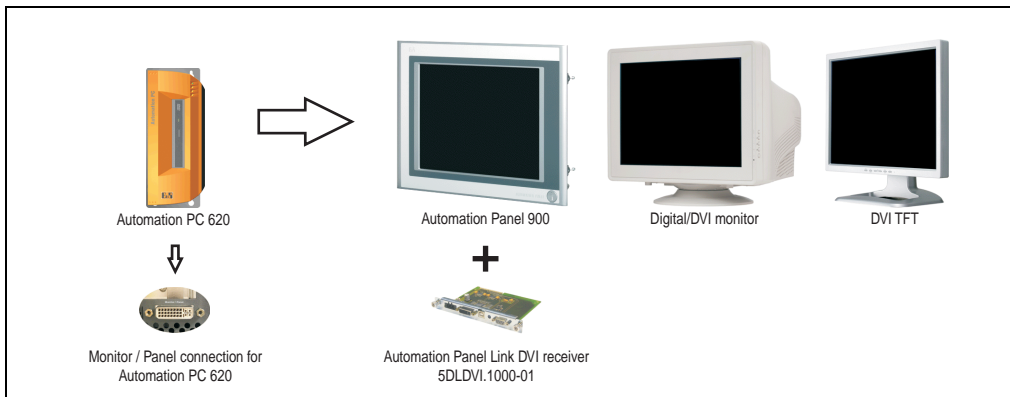 Automation PC 620
Automation Panel 900
Digital/DVI monitor
DVI TFT
Monitor / Panel connection for
Automation PC 620
Automation Panel Link DVI receiver
5DLDVI.1000-01